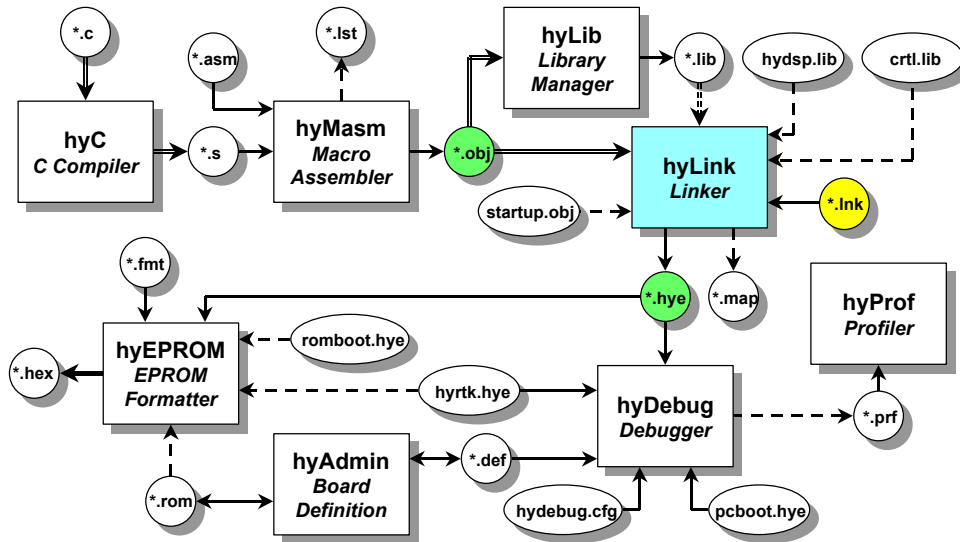 *.c
*.asm
*.lst
hyLib
Library
Manager
*.lib
hydsp.lib
crtl.lib
hyC
C Compiler
*.s
hyMasm
Macro
Assembler
*.obj
hyLink
Linker
startup.obj
*.lnk
*.fmt
*.hye
*.map
hyProf
Profiler
hyEPROM
EPROM
Formatter
romboot.hye
*.hex
hyrtk.hye
hyDebug
Debugger
*.prf
hyAdmin
Board
Definition
*.def
*.rom
hydebug.cfg
pcboot.hye